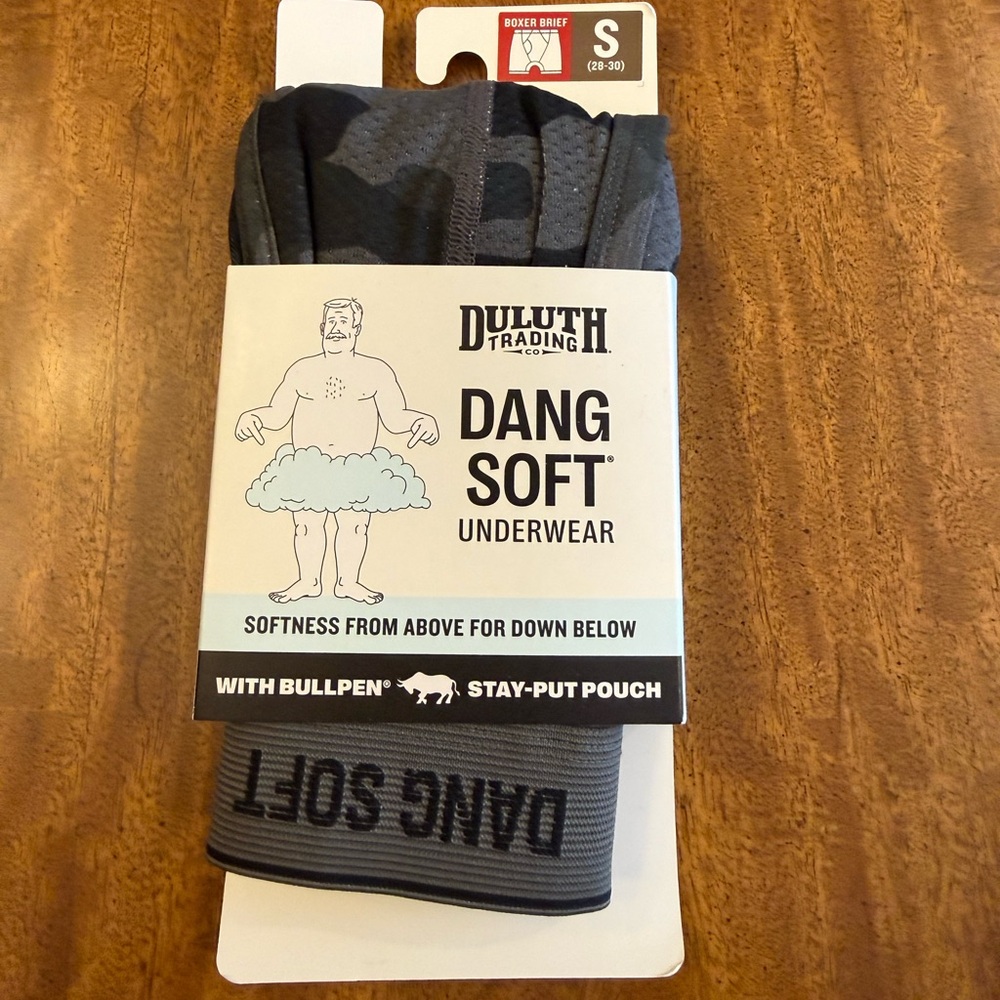 BOXER BRIEF
S
(28-30)
DULUTH
TRADING
CO
DANG
SOFT®
UNDERWEAR
SOFTNESS FROM ABOVE FOR DOWN BELOW
WITH BULLPEN® STAY-PUT POUCH
DANG SOFT